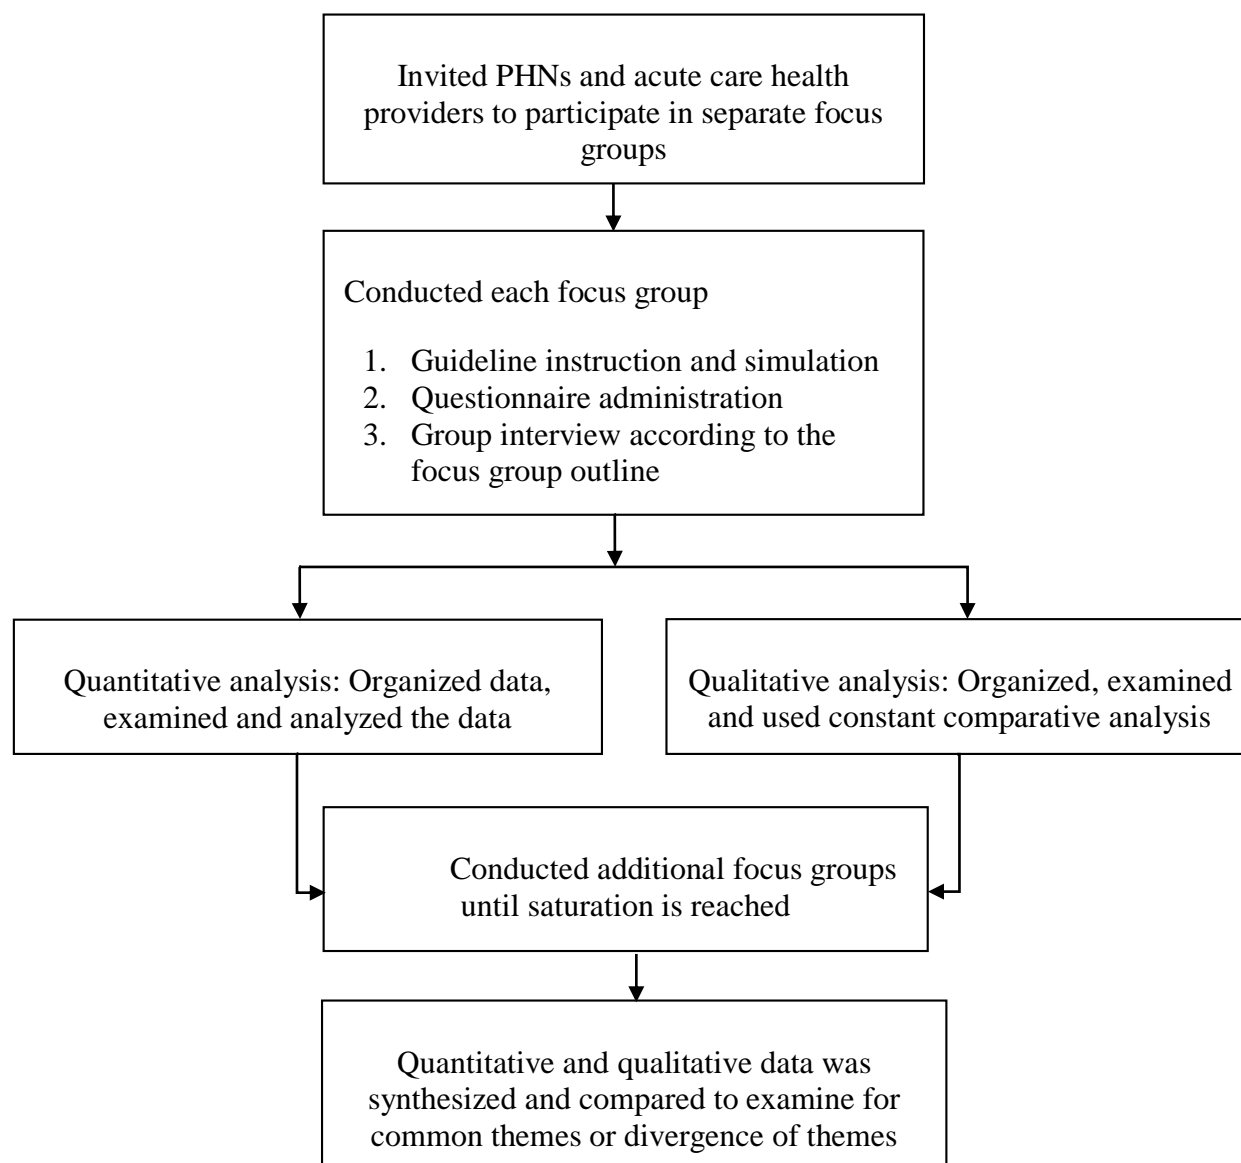 Invited PHNs and acute care health
providers to participate in separate focus
groups
Conducted each focus group
1. Guideline instruction and simulation
2. Questionnaire administration
3. Group interview according to the
focus group outline
Quantitative analysis: Organized data,
examined and analyzed the data
Qualitative analysis: Organized, examined
and used constant comparative analysis
Conducted additional focus groups
until saturation is reached
Quantitative and qualitative data was
synthesized and compared to examine for
common themes or divergence of themes